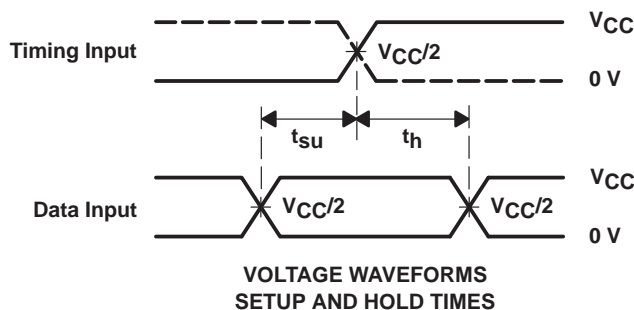 VCC
Timing Input
VCC/2
0 V
tsu
th
VCC
Data Input
VCC/2
VCC/2
0 V
VOLTAGE WAVEFORMS
SETUP AND HOLD TIMES